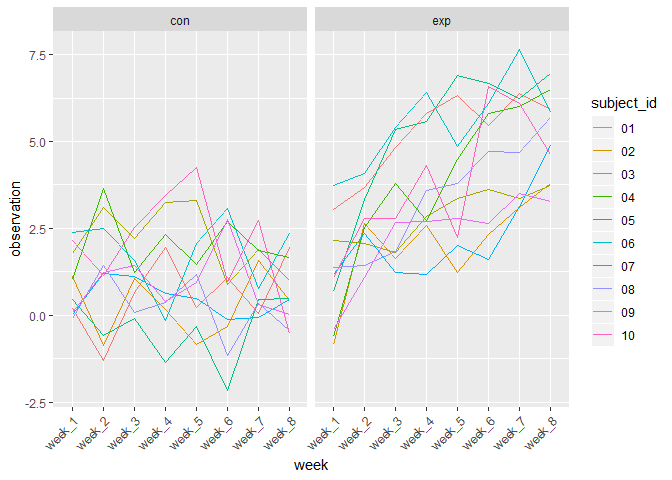 con
exp
7.5
5.0
2.5
0.0
-2.5
observation
week_1
week_2
week_3
week_4
week_5
week_6
week_7
week_8
week_1
week_2
week_3
week_4
week_5
week_6
week_7
week_8
week
subject_id
01
02
03
04
05
06
07
08
09
10